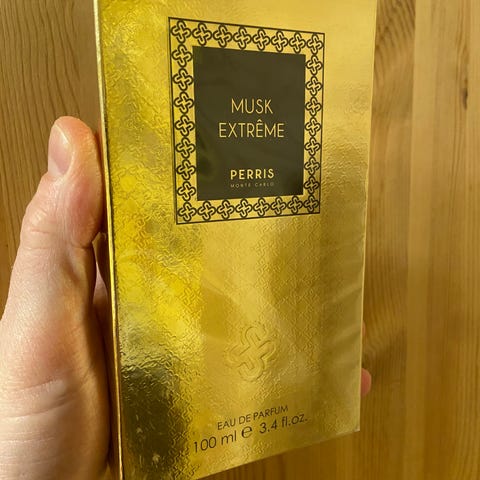 MUSK
EXTRÊME
PERRIS
MONTE CARLO
EAU DE PARFUM
100 ml ℮ 3.4 fl.oz.